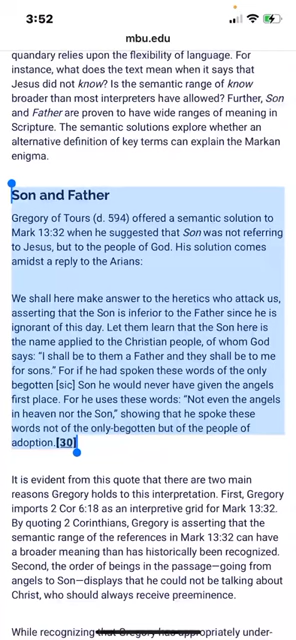 3:52
mbu.edu
quandary relies upon the flexibility of language. For
instance, what does the text mean when it says that
Jesus did not know? Is the semantic range of know
broader than most interpreters have allowed? Further, Son
and Father are proven to have wide ranges of meaning in
Scripture. The semantic solutions explore whether an
alternative definition of key terms can explain the Markan
enigma.
Son and Father
Gregory of Tours (d. 594) offered a semantic solution to
Mark 13:32 when he suggested that Son was not referring
to Jesus, but to the people of God. His solution comes
amidst a reply to the Arians:
We shall here make answer to the heretics who attack us,
asserting that the Son is inferior to the Father since he is
ignorant of this day. Let them learn that the Son here is
the name applied to the Christian people, of whom God
says: “I shall be to them a Father and they shall be to me
for sons.” For if he had spoken these words of the only
begotten [sic] Son he would never have given the angels
first place. For he uses these words: “Not even the angels
in heaven nor the Son,” showing that he spoke these
words not of the only-begotten but of the people of
adoption.[30]
It is evident from this quote that there are two main
reasons Gregory holds to this interpretation. First, Gregory
imports 2 Cor 6:18 as an interpretive grid for Mark 13:32.
By quoting 2 Corinthians, Gregory is asserting that the
semantic range of the references in Mark 13:32 can have
a broader meaning than has historically been recognized.
Second, the order of beings in the passage—going from
angels to Son—displays that he could not be talking about
Christ, who should always receive preeminence.
While recognizing that Gregory has appropriately under-